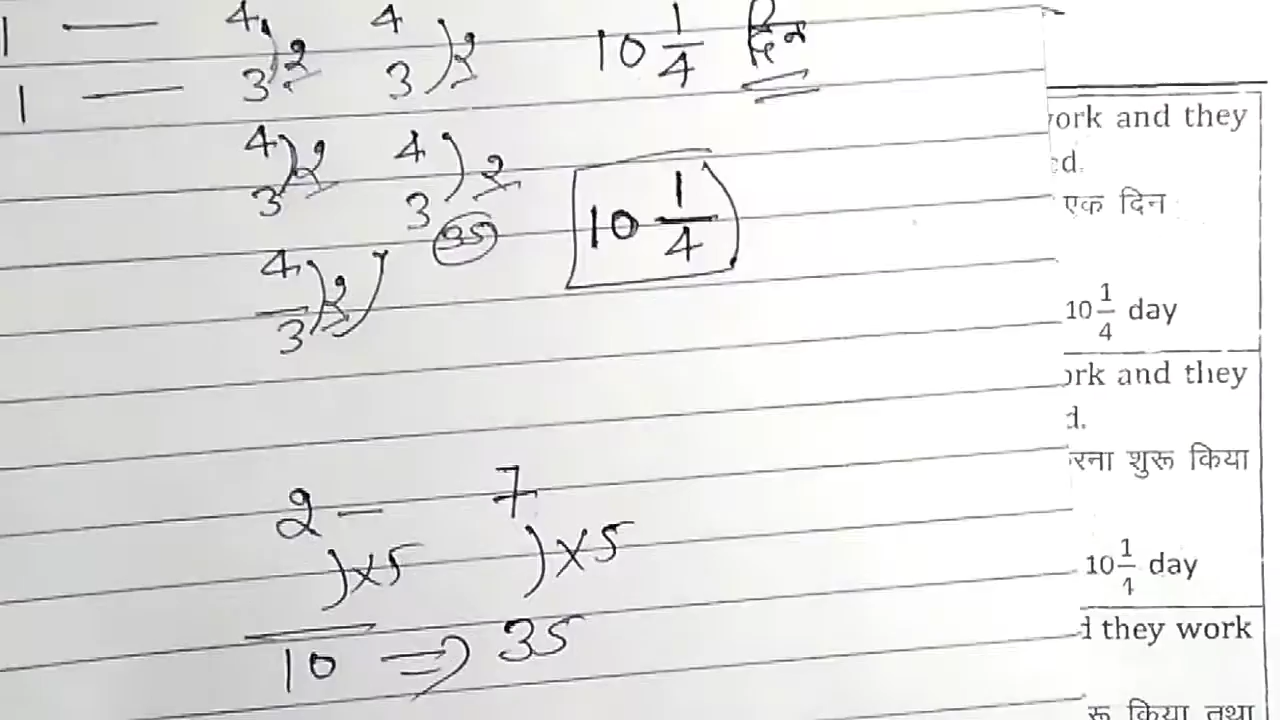 1 — 4 ) 2 4 ) 2 10 1/4 दिन
1 — 3 3
4 ) 2 4 ) 2
3 3
35
10 1/4
4 ) 2 )
3
2 — 7
) ×5 ) ×5
10 ⇒ 35
work and they
एक दिन
10 1/4 day
ork and they
d.
रना शुरू किया
10 1/4 day
d they work
रू किया तथा